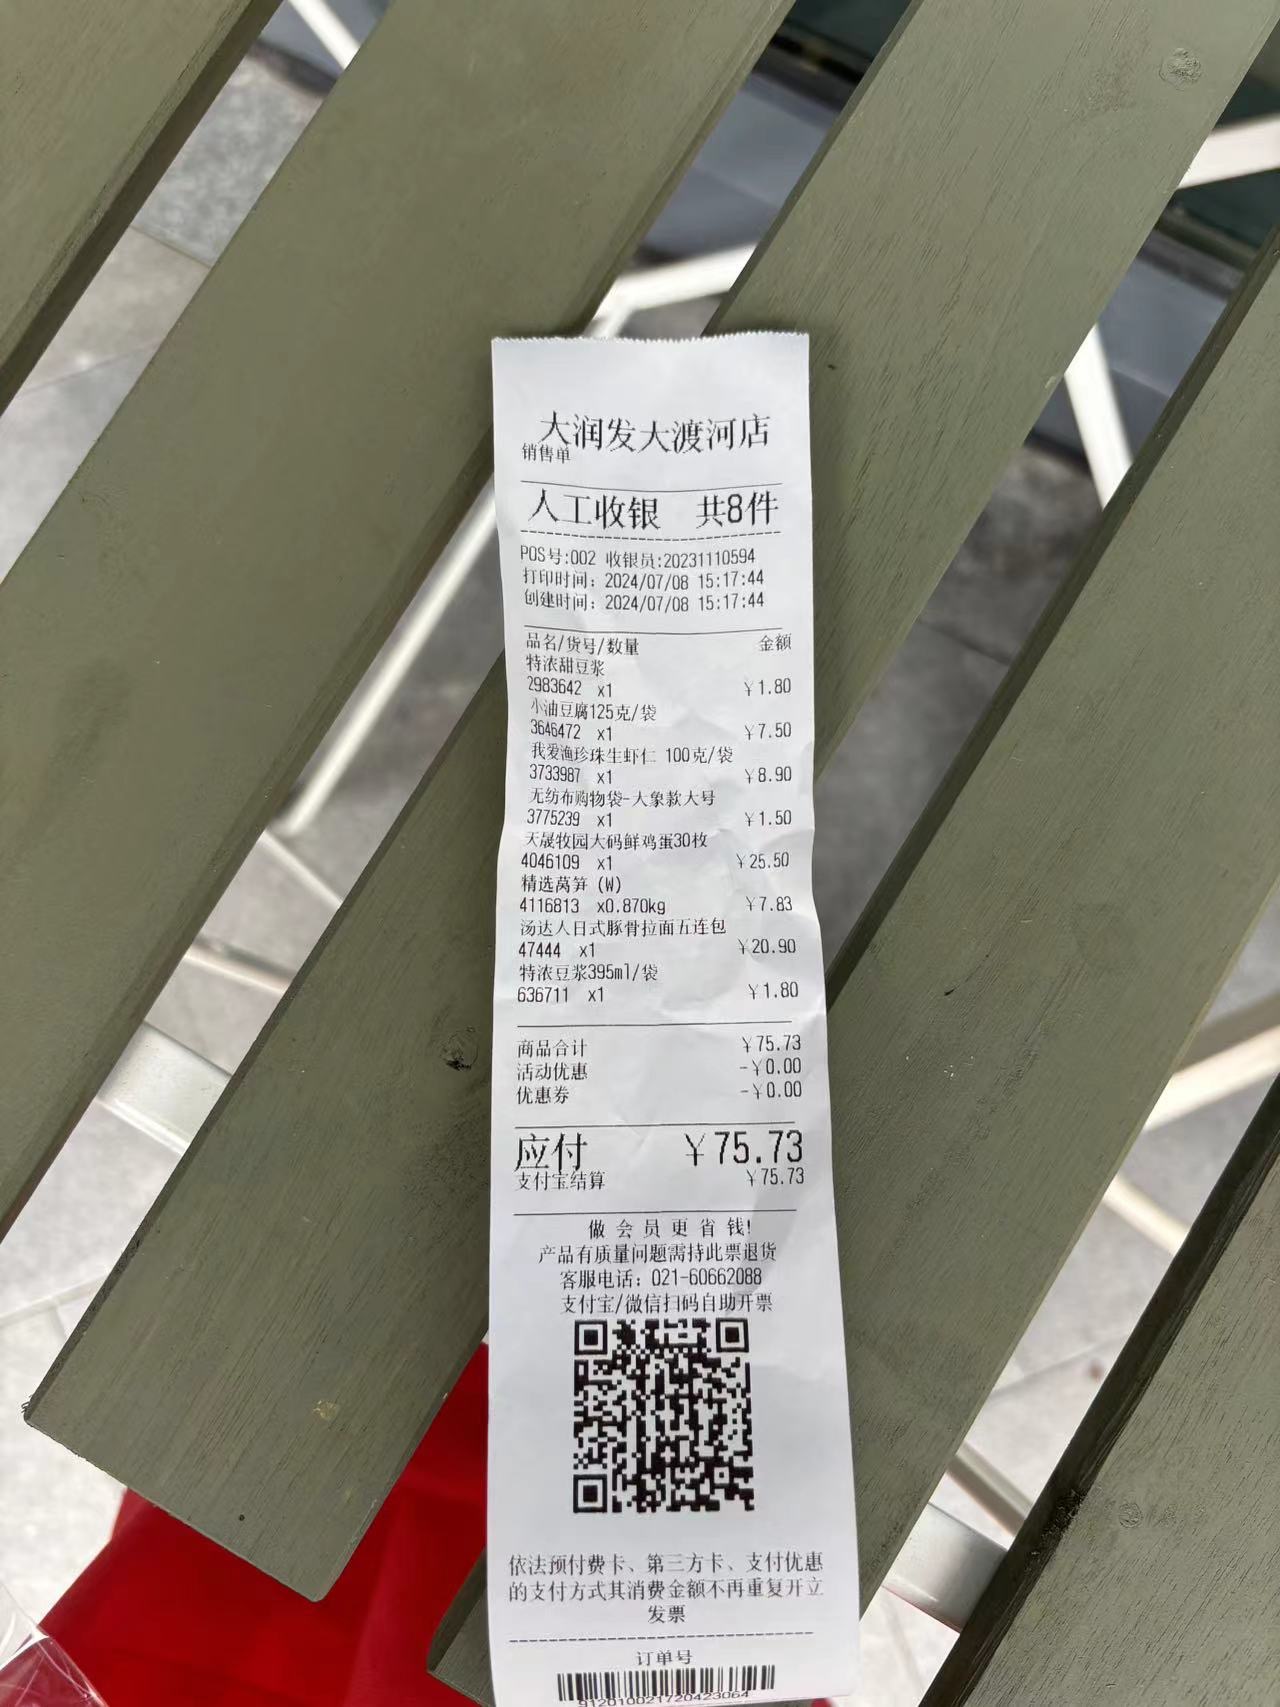 大润发大渡河店
销售单
人工收银 共8件
POS号:002 收银员:20231110594
打印时间: 2024/07/08 15:17:44
创建时间: 2024/07/08 15:17:44
品名/货号/数量 金额
特浓甜豆浆
2983642 x1 ¥1.80
小油豆腐125克/袋
3646472 x1 ¥7.50
我爱渔珍珠生虾仁 100克/袋
3733987 x1 ¥8.90
无纺布购物袋-大象款大号
3775239 x1 ¥1.50
天晟牧园大码鲜鸡蛋30枚
4046109 x1 ¥25.50
精选莴笋(W)
4116813 x0.870kg ¥7.83
汤达人日式豚骨拉面五连包
47444 x1 ¥20.90
特浓豆浆395ml/袋
636711 x1 ¥1.80
商品合计 ¥75.73
活动优惠 -¥0.00
优惠券 -¥0.00
应付 ¥75.73
支付宝结算 ¥75.73
做会员更省钱!
产品有质量问题需持此票退货
客服电话: 021-60662088
支付宝/微信扫码自助开票
依法预付费卡、第三方卡、支付优惠
的支付方式其消费金额不再重复开立
发票
订单号
912010021720423064